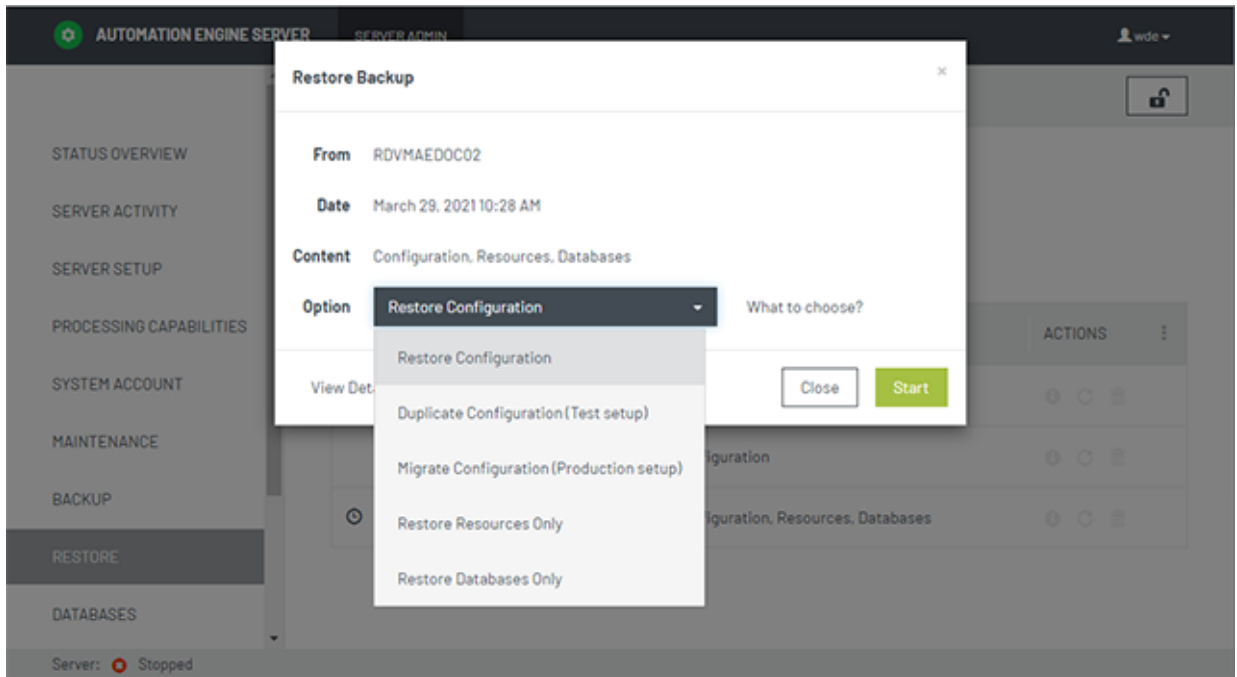 AUTOMATION ENGINE SERVER SERVER ADMIN wde
Restore Backup ×
STATUS OVERVIEW
From RDVMAEDOC02
SERVER ACTIVITY
Date March 29, 2021 10:28 AM
SERVER SETUP
Content Configuration, Resources, Databases
Option Restore Configuration What to choose?
PROCESSING CAPABILITIES
ACTIONS
Restore Configuration
SYSTEM ACCOUNT
View Det
Close Start
Duplicate Configuration (Test setup)
MAINTENANCE
Migrate Configuration (Production setup)
iguration
BACKUP
Restore Resources Only
iguration, Resources, Databases
RESTORE
Restore Databases Only
DATABASES
Server: Stopped